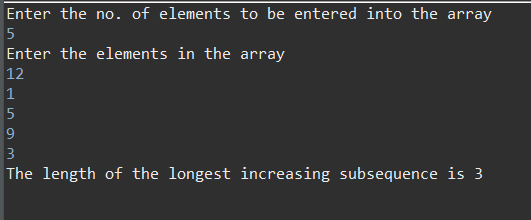 Enter the no. of elements to be entered into the array
5
Enter the elements in the array
12
1
5
9
3
The length of the longest increasing subsequence is 3